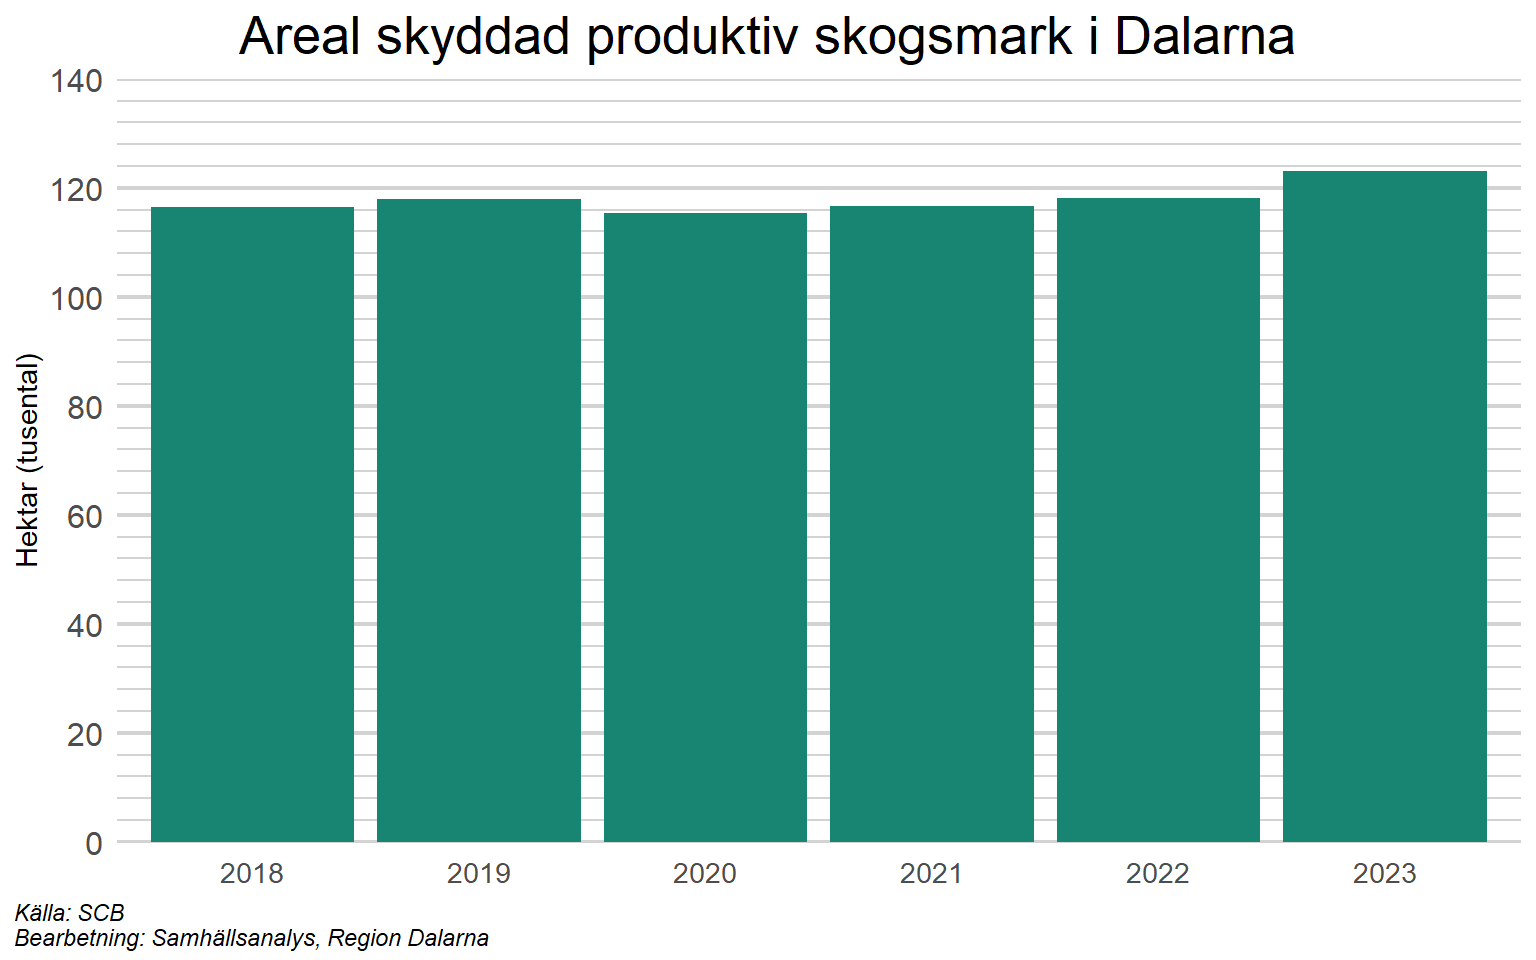 Areal skyddad produktiv skogsmark i Dalarna
140
120
100
80
60
40
20
0
Hektar (tusental)
2018 2019 2020 2021 2022 2023
Källa: SCB
Bearbetning: Samhällsanalys, Region Dalarna